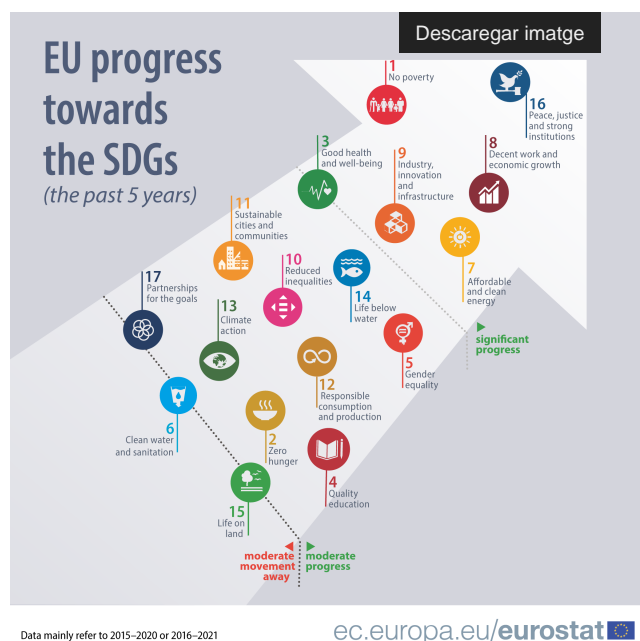 Descaregar imatge
EU progress
towards
the SDGs
(the past 5 years)
1
No poverty
16
Peace, justice
and strong
institutions
3
Good health
and well-being
9
Industry,
innovation
and
infrastructure
8
Decent work and
economic growth
11
Sustainable
cities and
communities
10
Reduced
inequalities
7
Affordable
and clean
energy
17
Partnerships
for the goals
13
Climate
action
14
Life below
water
significant
progress
5
Gender
equality
12
Responsible
consumption
and production
6
Clean water
and sanitation
2
Zero
hunger
4
Quality
education
15
Life on
land
moderate
movement
away
moderate
progress
Data mainly refer to 2015–2020 or 2016–2021
ec.europa.eu/eurostat